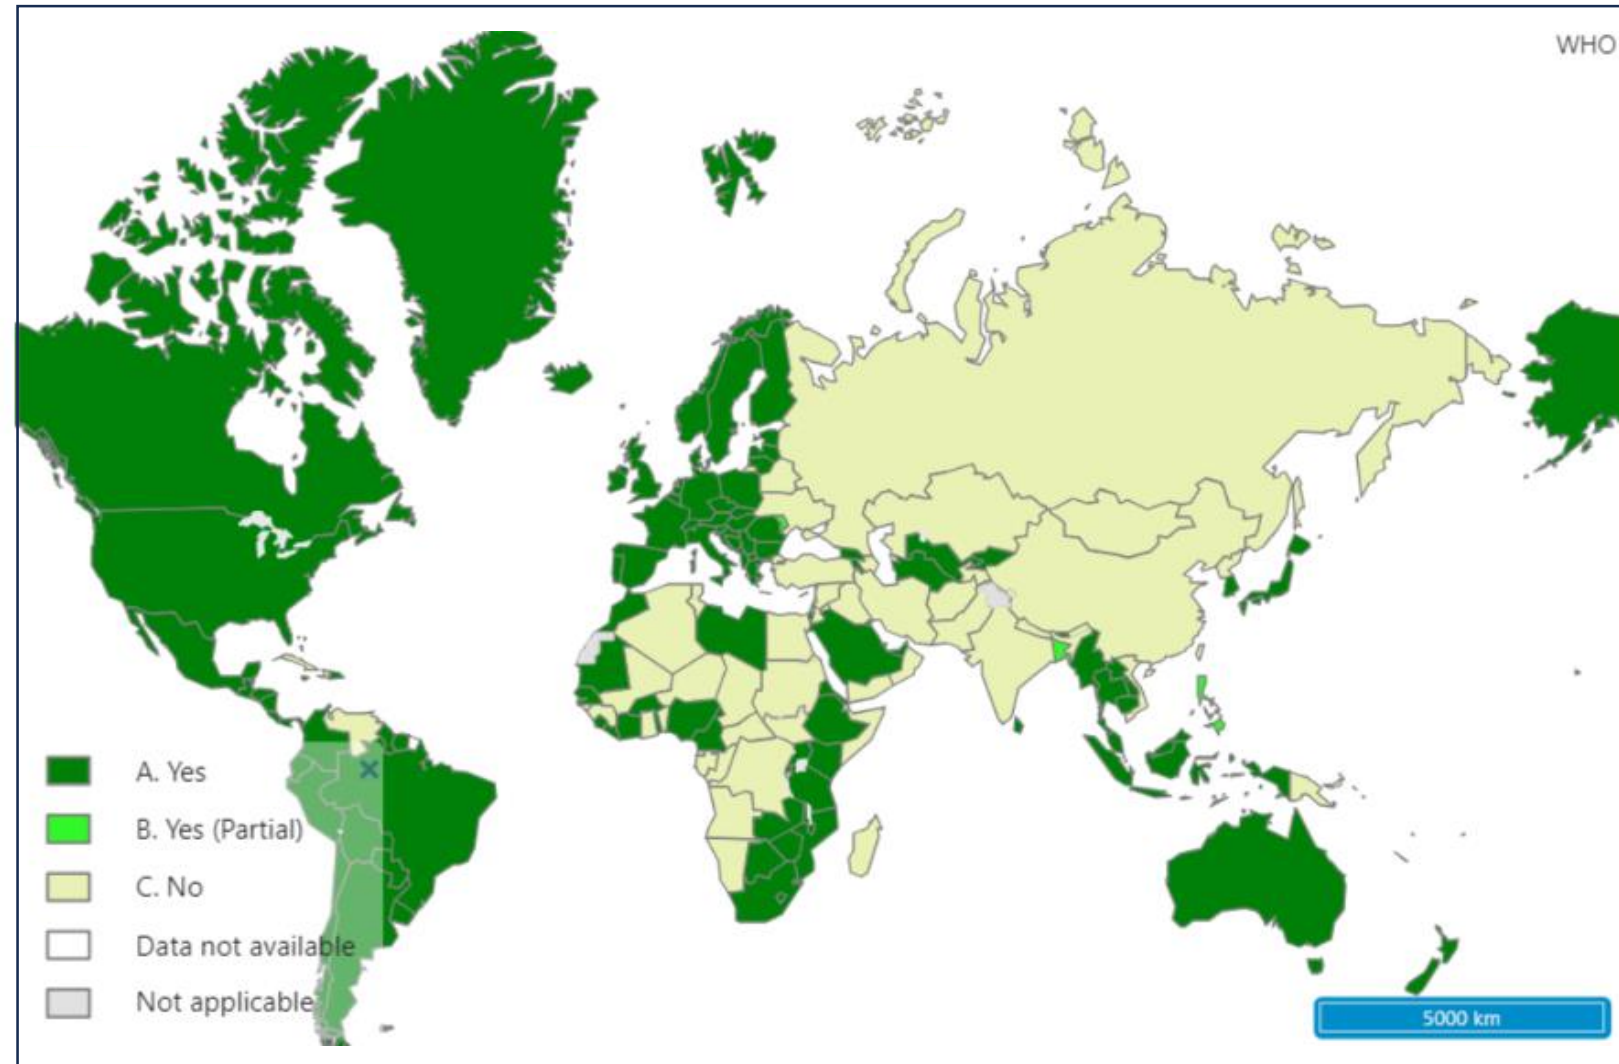 WHO
A. Yes
B. Yes (Partial)
C. No
Data not available
Not applicable
5000 km